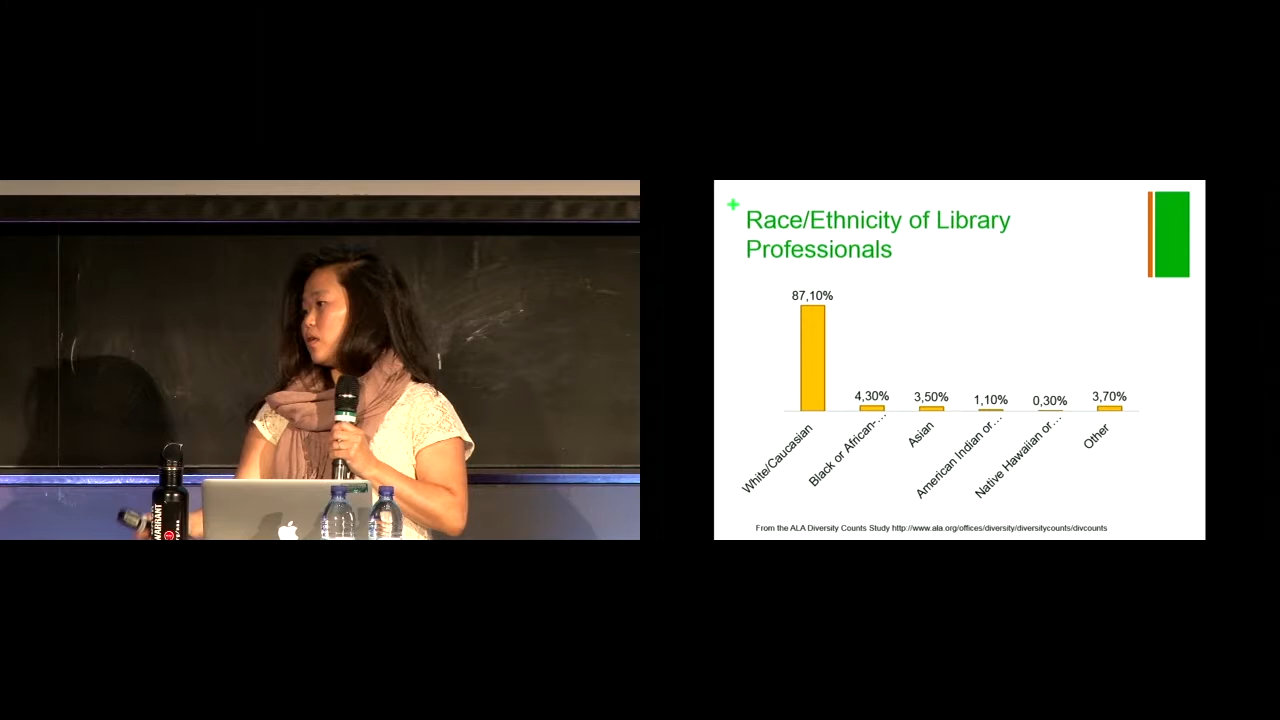 WARRANT
+
Race/Ethnicity of Library
Professionals
87,10%
4,30%
3,50%
1,10%
0,30%
3,70%
White/Caucasian
Black or African-…
Asian
American Indian or…
Native Hawaiian or…
Other
From the ALA Diversity Counts Study http://www.ala.org/offices/diversity/diversitycounts/divcounts